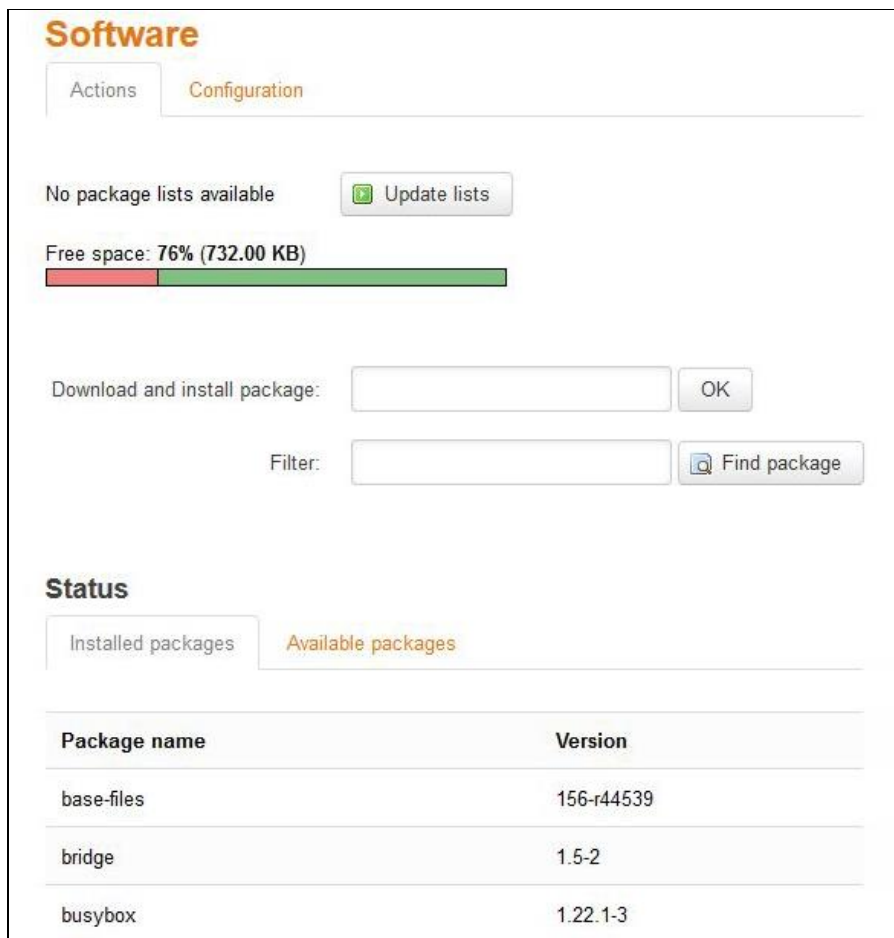 Software
Actions Configuration
No package lists available Update lists
Free space: 76% (732.00 KB)
Download and install package: OK
Filter: Find package
Status
Installed packages Available packages
Package name Version
base-files 156-r44539
bridge 1.5-2
busybox 1.22.1-3